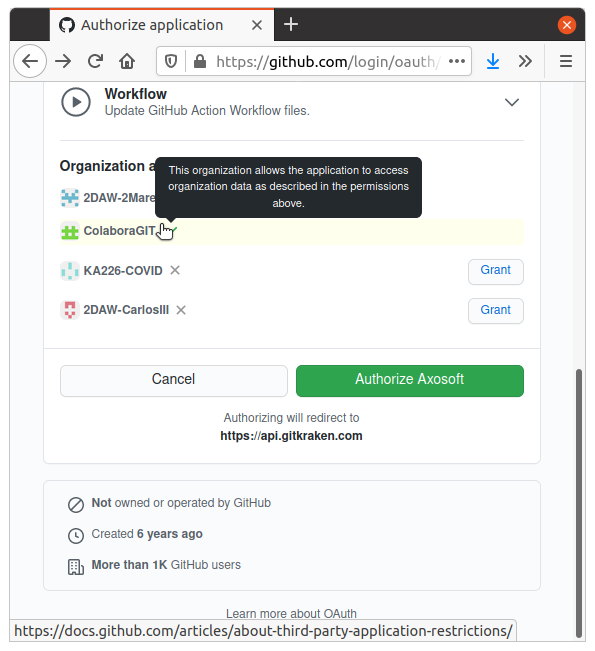 Authorize application
https://github.com/login/oauth/
Workflow
Update GitHub Action Workflow files.
Organization a
This organization allows the application to access
organization data as described in the permissions
above.
2DAW-2Mare
ColaboraGIT
KA226-COVID
Grant
2DAW-CarlosIII
Grant
Cancel
Authorize Axosoft
Authorizing will redirect to
https://api.gitkraken.com
Not owned or operated by GitHub
Created 6 years ago
More than 1K GitHub users
Learn more about OAuth
https://docs.github.com/articles/about-third-party-application-restrictions/